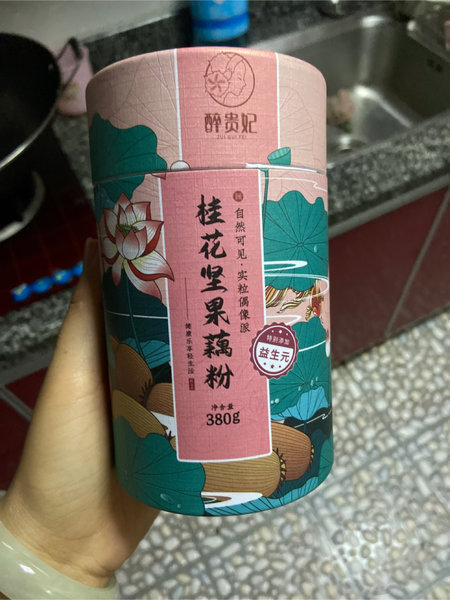 醉贵妃
ZUI GUI FEI
自然可见·实粒偶像派
桂花坚果藕粉
健康乐享轻生活
特别添加
益生元
净含量
380g